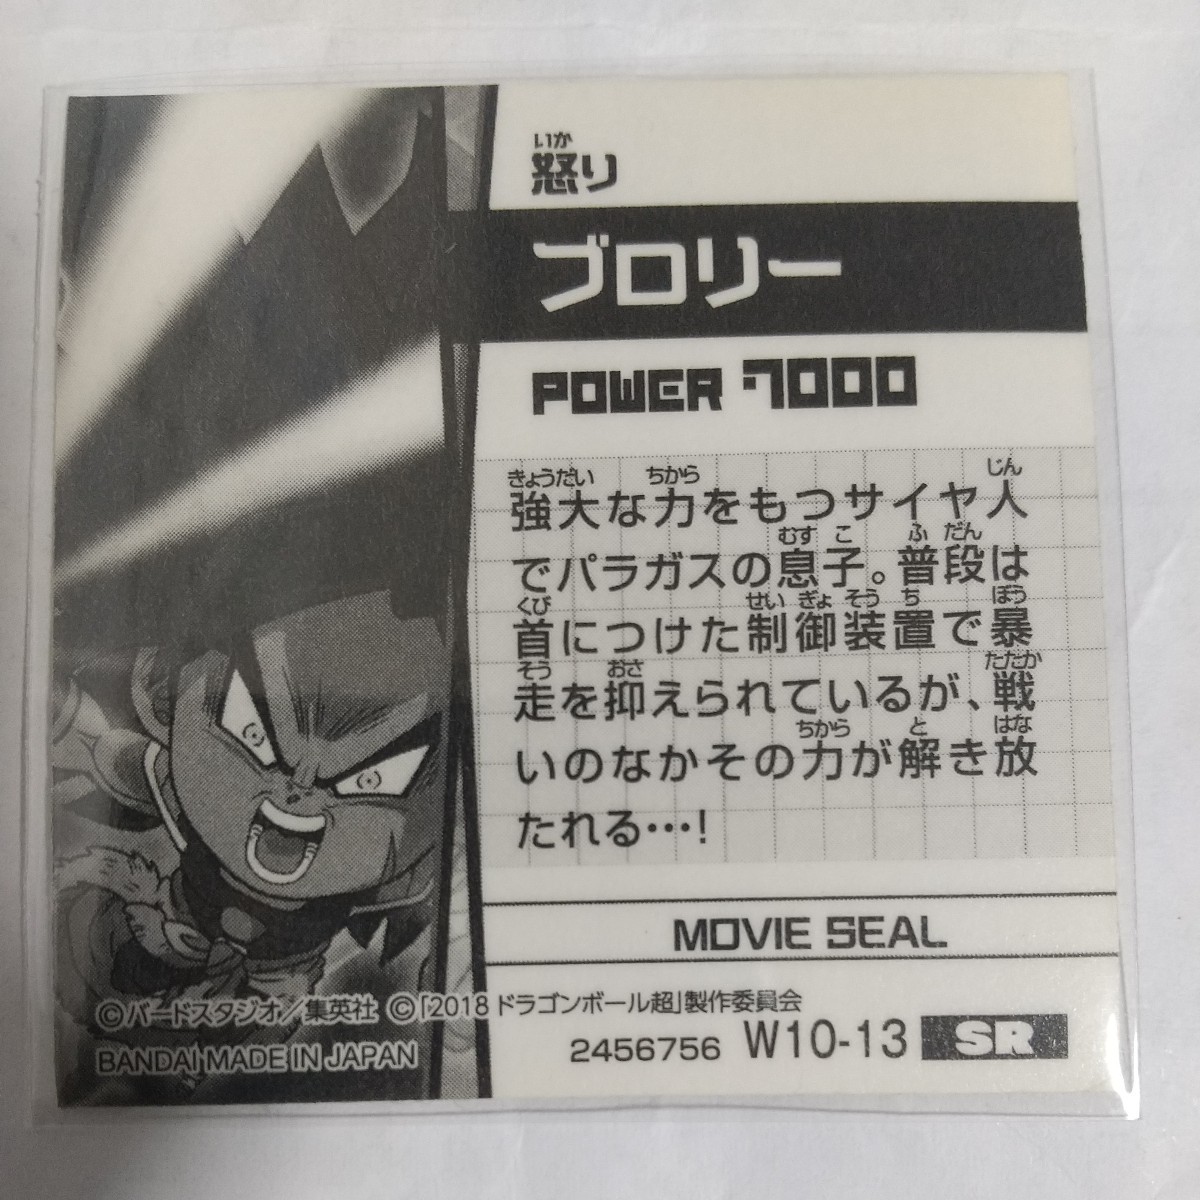 いか
怒り
ブロリー
POWER 7000
きょうだい ちから じん
強大な力をもつサイヤ人
むす こ ふ だん
でパラガスの息子。普段は
くび せい ぎょ そう ち ぼう
首につけた制御装置で暴
そう おさ たたか
走を抑えられているが、戦
ちから と はな
いのなかその力が解き放
たれる…!
MOVIE SEAL
©バードスタジオ/集英社 ©「2018 ドラゴンボール超」製作委員会
BANDAI MADE IN JAPAN
2456756 W10-13 SR